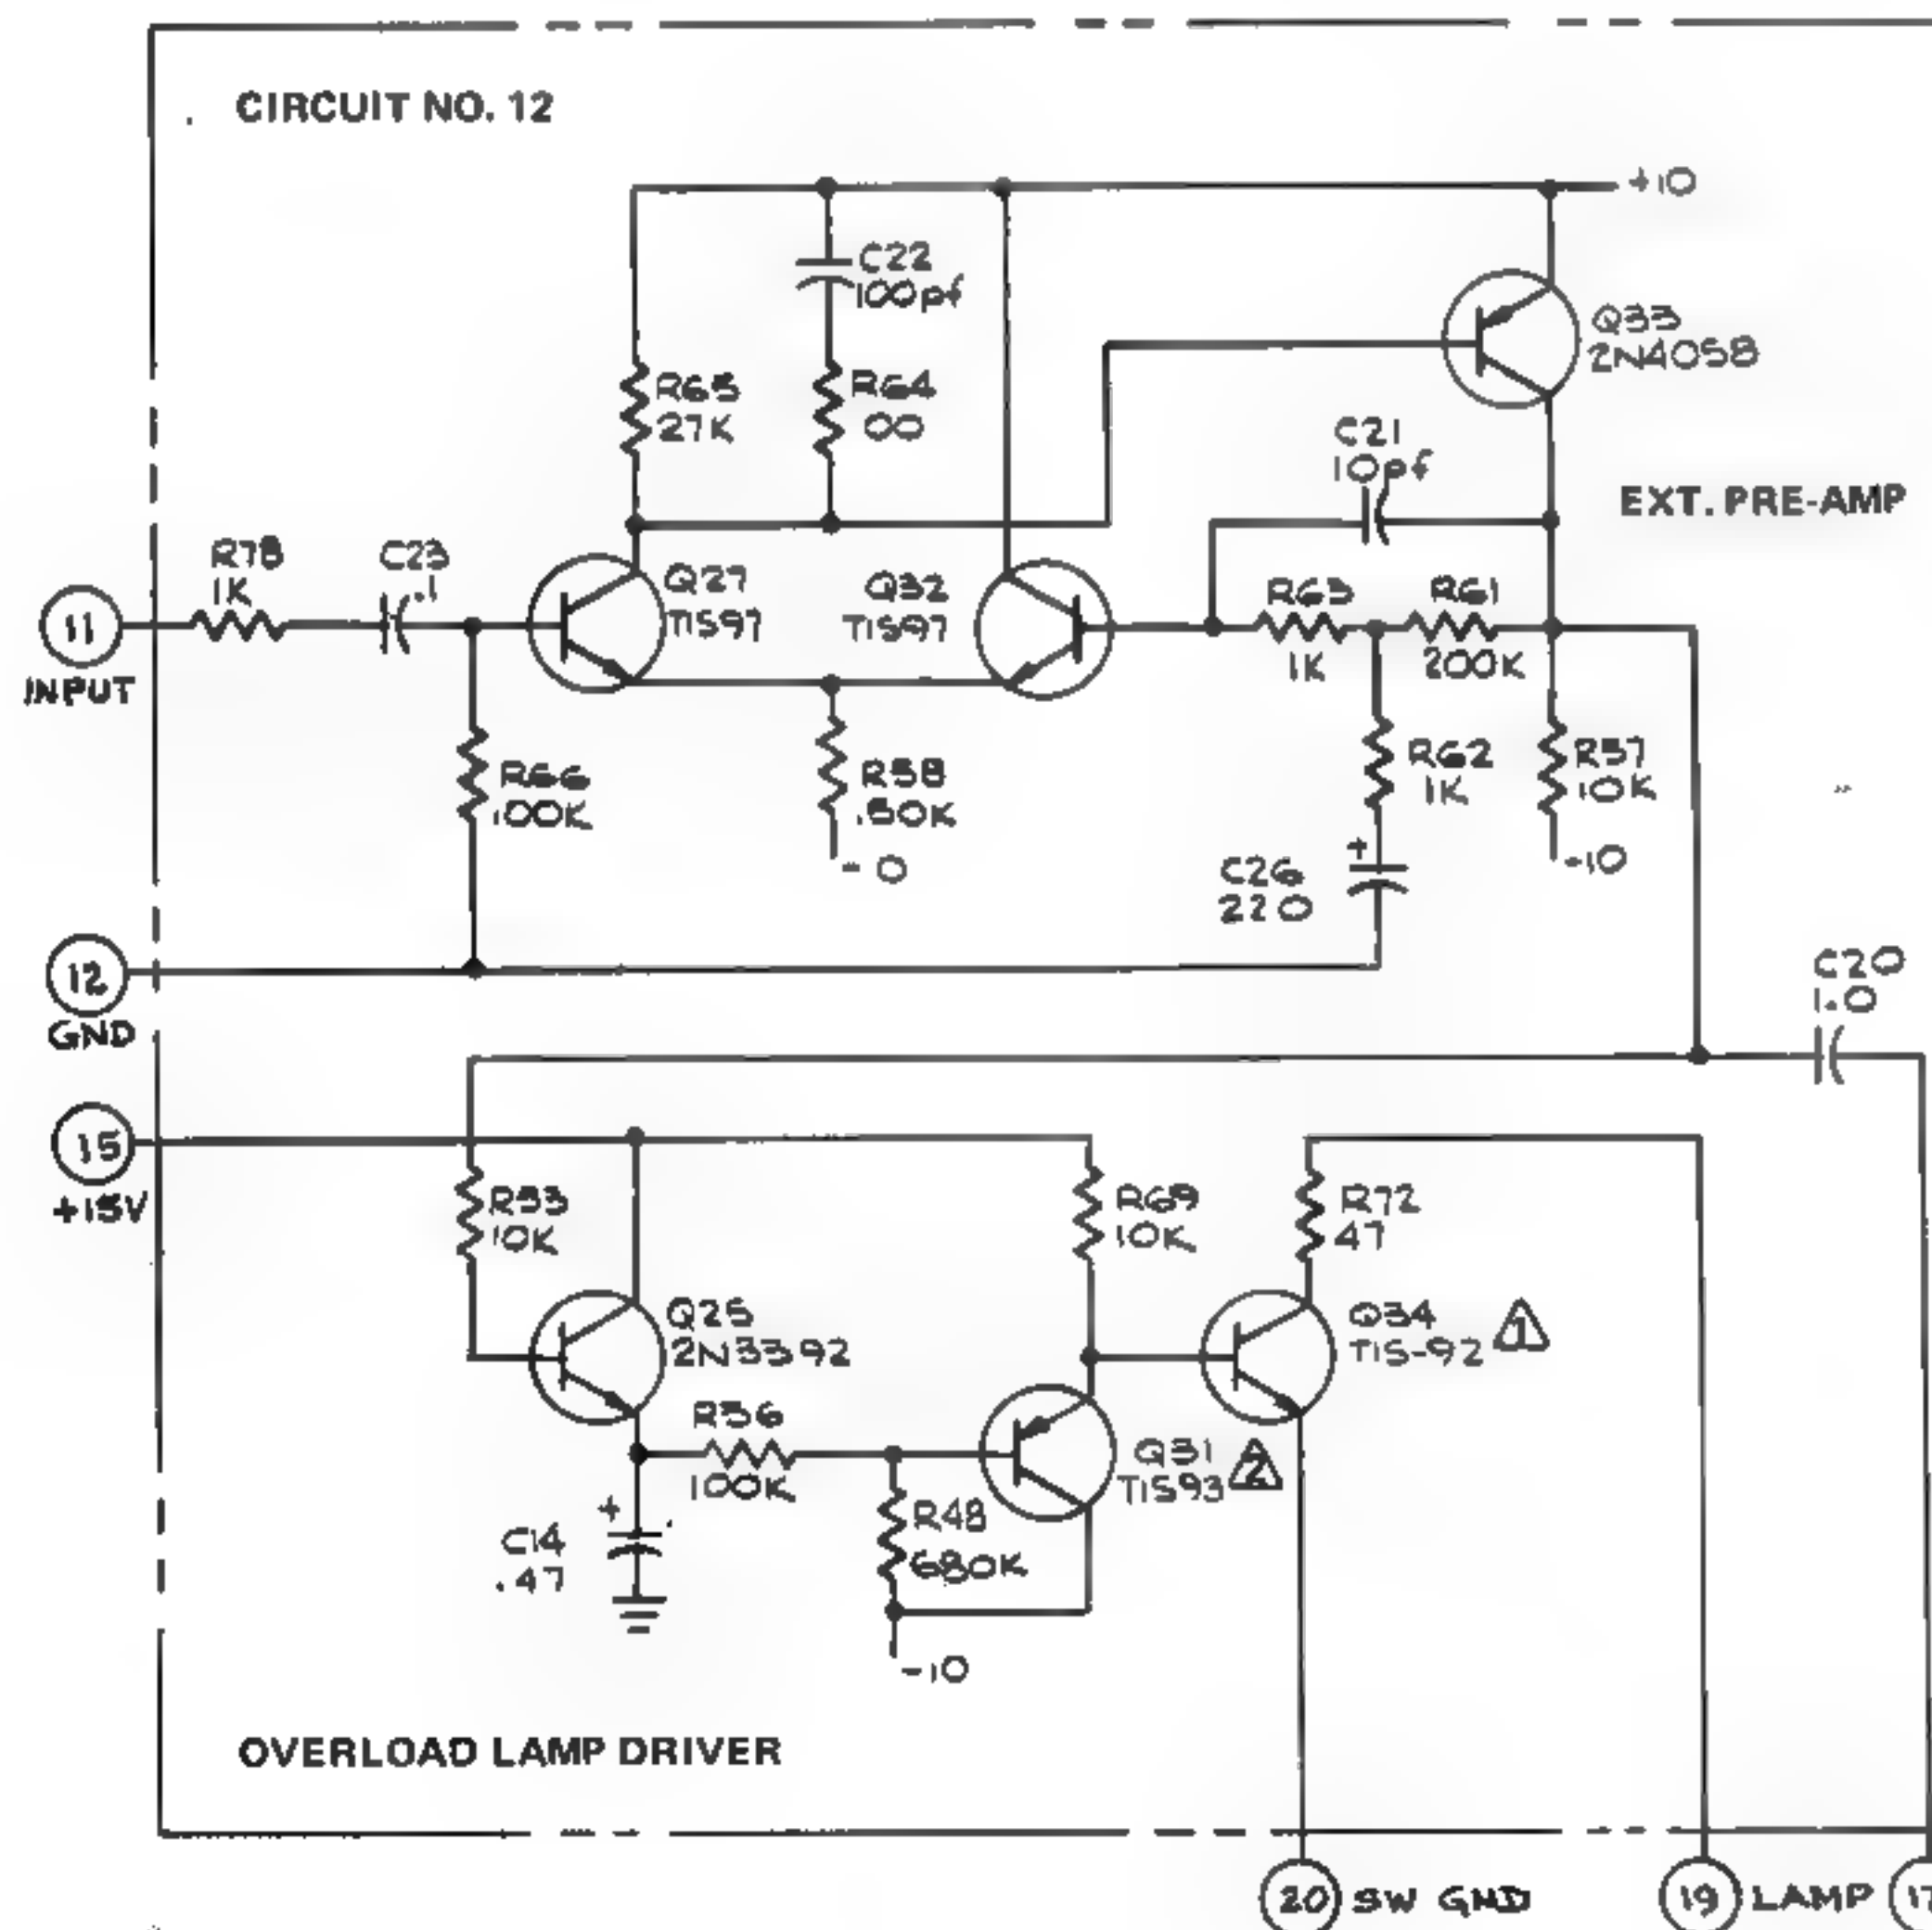 CIRCUIT NO. 12
+10
C22
100pf
Q33
2N4058
R65
27K
R64
C21
10pf
EXT. PRE-AMP
R78
1K
C23
.1
Q27
TIS97
Q32
TIS97
R63
1K
R61
200K
11
INPUT
R66
100K
R58
R62
1K
R57
10K
-10
C26
220
+
12
GND
C20
1.0
15
+15V
R53
10K
R69
10K
R72
47
Q25
2N3392
Q34
TIS-92
1
R56
100K
Q31
TIS93
2
+
C14
.47
R48
680K
-10
OVERLOAD LAMP DRIVER
20 SW GND
19 LAMP
17